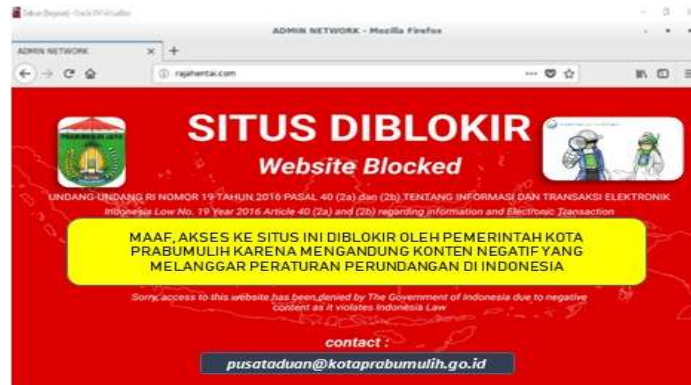 ADMIN NETWORK - Mozilla Firefox
ADMIN NETWORK
rajahentai.com
SITUS DIBLOKIR
Website Blocked
UNDANG-UNDANG RI NOMOR 19 TAHUN 2016 PASAL 40 (2a) dan (2b) TENTANG INFORMASI DAN TRANSAKSI ELEKTRONIK
Indonesia Low No. 19 Year 2016 Article 40 (2a) and (2b) regarding information and Electronic Transaction
MAAF, AKSES KE SITUS INI DIBLOKIR OLEH PEMERINTAH KOTA
PRABUMULIH KARENA MENGANDUNG KONTEN NEGATIF YANG
MELANGGAR PERATURAN PERUNDANGAN DI INDONESIA
Sorry, access to this website has been denied by The Government of Indonesia due to negative
content as it violates Indonesia Law
contact :
pusataduan@kotaprabumulih.go.id